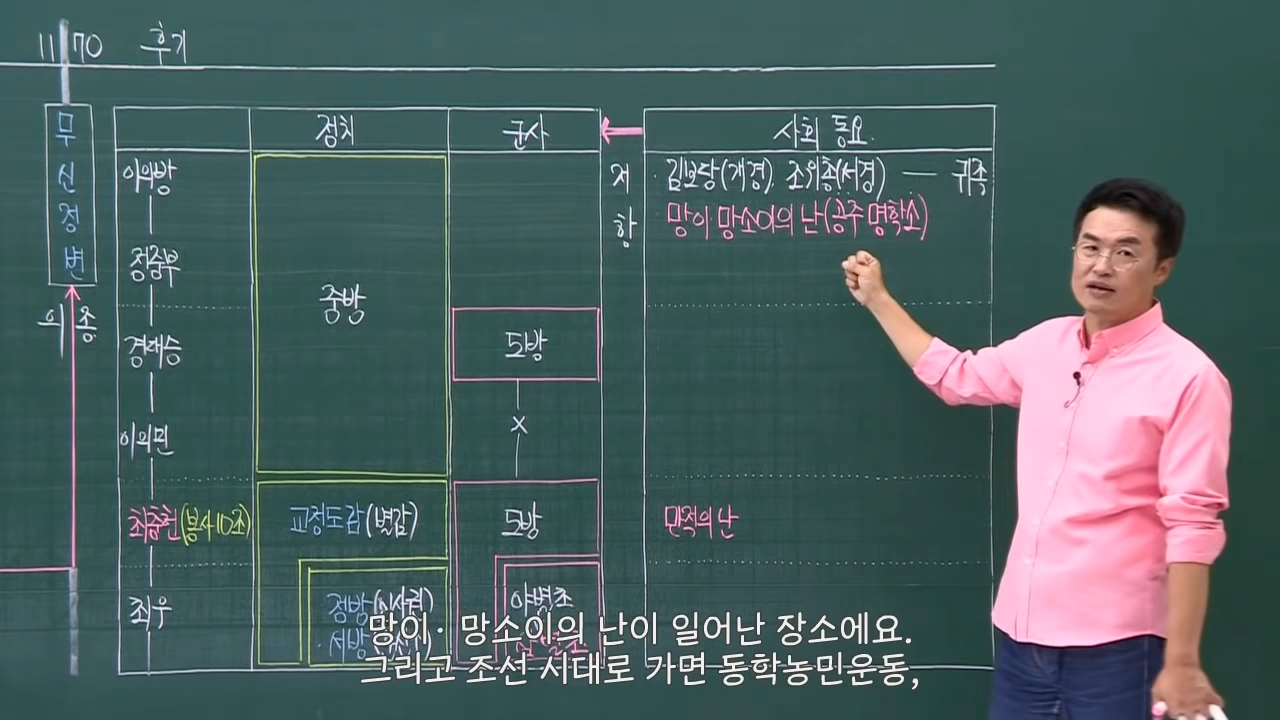 1170 후기
무신정변
의종
정치 군사 사회 동요
저항
이의방
정중부
경대승
이의민
최충헌(봉사10조)
최우
중방
교정도감(별감)
정방(인사권)
서방
도방
x
도방
야별초
· 김보당(개경). 조위총(서경) — 귀족
· 망이·망소이의 난(공주 명학소)
만적의 난
망이·망소이의 난이 일어난 장소예요.
그리고 조선 시대로 가면 동학농민운동,